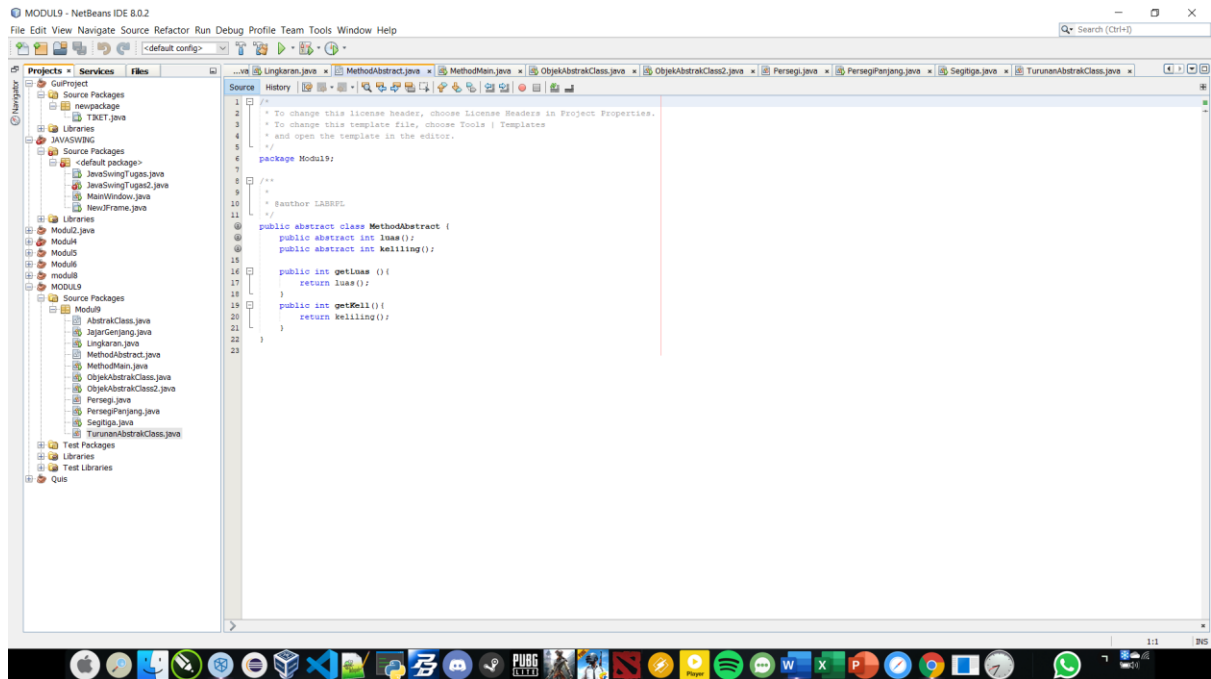 MODUL9 - NetBeans IDE 8.0.2
File Edit View Navigate Source Refactor Run Debug Profile Team Tools Window Help
Search (Ctrl+I)
<default config>
Projects × Services Files
...va Lingkaran.java × MethodAbstract.java × MethodMain.java × ObjekAbstrakClass.java × ObjekAbstrakClass2.java × Persegi.java × PersegiPanjang.java × Segitiga.java × TurunanAbstrakClass.java ×
Navigator
GuiProject
Source Packages
newpackage
TIKET.java
Libraries
JAVASWING
Source Packages
<default package>
JavaSwingTugas.java
JavaSwingTugas2.java
MainWindow.java
NewJFrame.java
Libraries
Modul2.java
Modul4
Modul5
Modul6
modul8
MODUL9
Source Packages
Modul9
AbstrakClass.java
JajarGenjang.java
Lingkaran.java
MethodAbstract.java
MethodMain.java
ObjekAbstrakClass.java
ObjekAbstrakClass2.java
Persegi.java
PersegiPanjang.java
Segitiga.java
TurunanAbstrakClass.java
Test Packages
Libraries
Test Libraries
Quis
Source History
1 /*
2 * To change this license header, choose License Headers in Project Properties.
3 * To change this template file, choose Tools | Templates
4 * and open the template in the editor.
5 */
6 package Modul9;
7
8 /**
9 *
10 * @author LABRPL
11 */
public abstract class MethodAbstract {
public abstract int luas();
public abstract int keliling();
15
16 public int getLuas (){
17 return luas();
18 }
19 public int getKell(){
20 return keliling();
21 }
22 }
23
1:1 INS
PUBG
LITE
Player